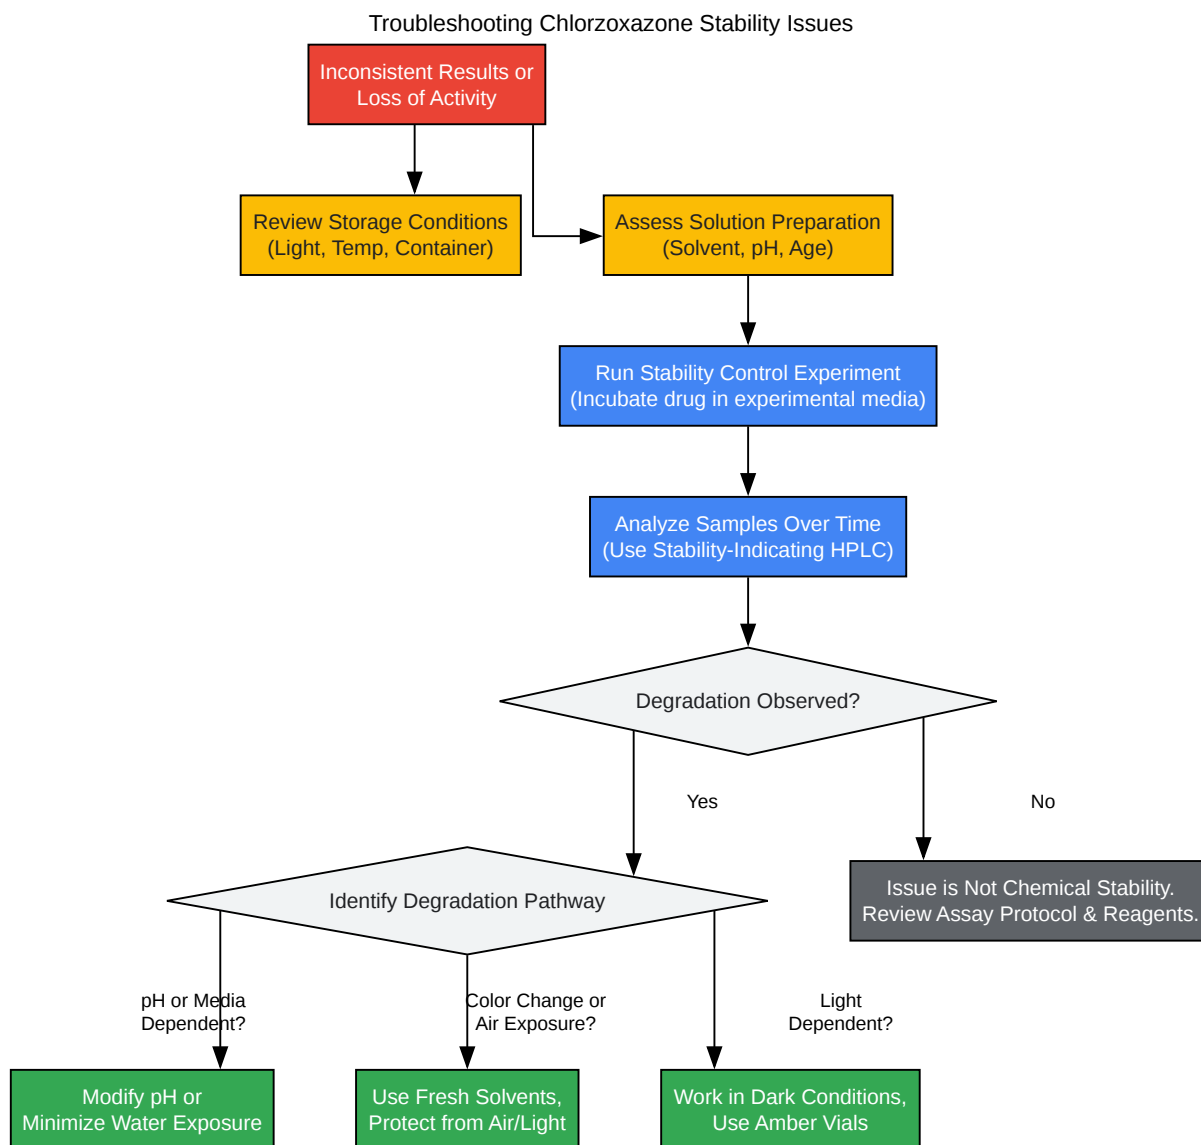 Troubleshooting Chlorzoxazone Stability Issues
Inconsistent Results or
Loss of Activity
Review Storage Conditions
(Light, Temp, Container)
Assess Solution Preparation
(Solvent, pH, Age)
Run Stability Control Experiment
(Incubate drug in experimental media)
Analyze Samples Over Time
(Use Stability-Indicating HPLC)
Degradation Observed?
Yes
No
Identify Degradation Pathway
Issue is Not Chemical Stability.
Review Assay Protocol & Reagents.
pH or Media
Dependent?
Color Change or
Air Exposure?
Light
Dependent?
Modify pH or
Minimize Water Exposure
Use Fresh Solvents,
Protect from Air/Light
Work in Dark Conditions,
Use Amber Vials